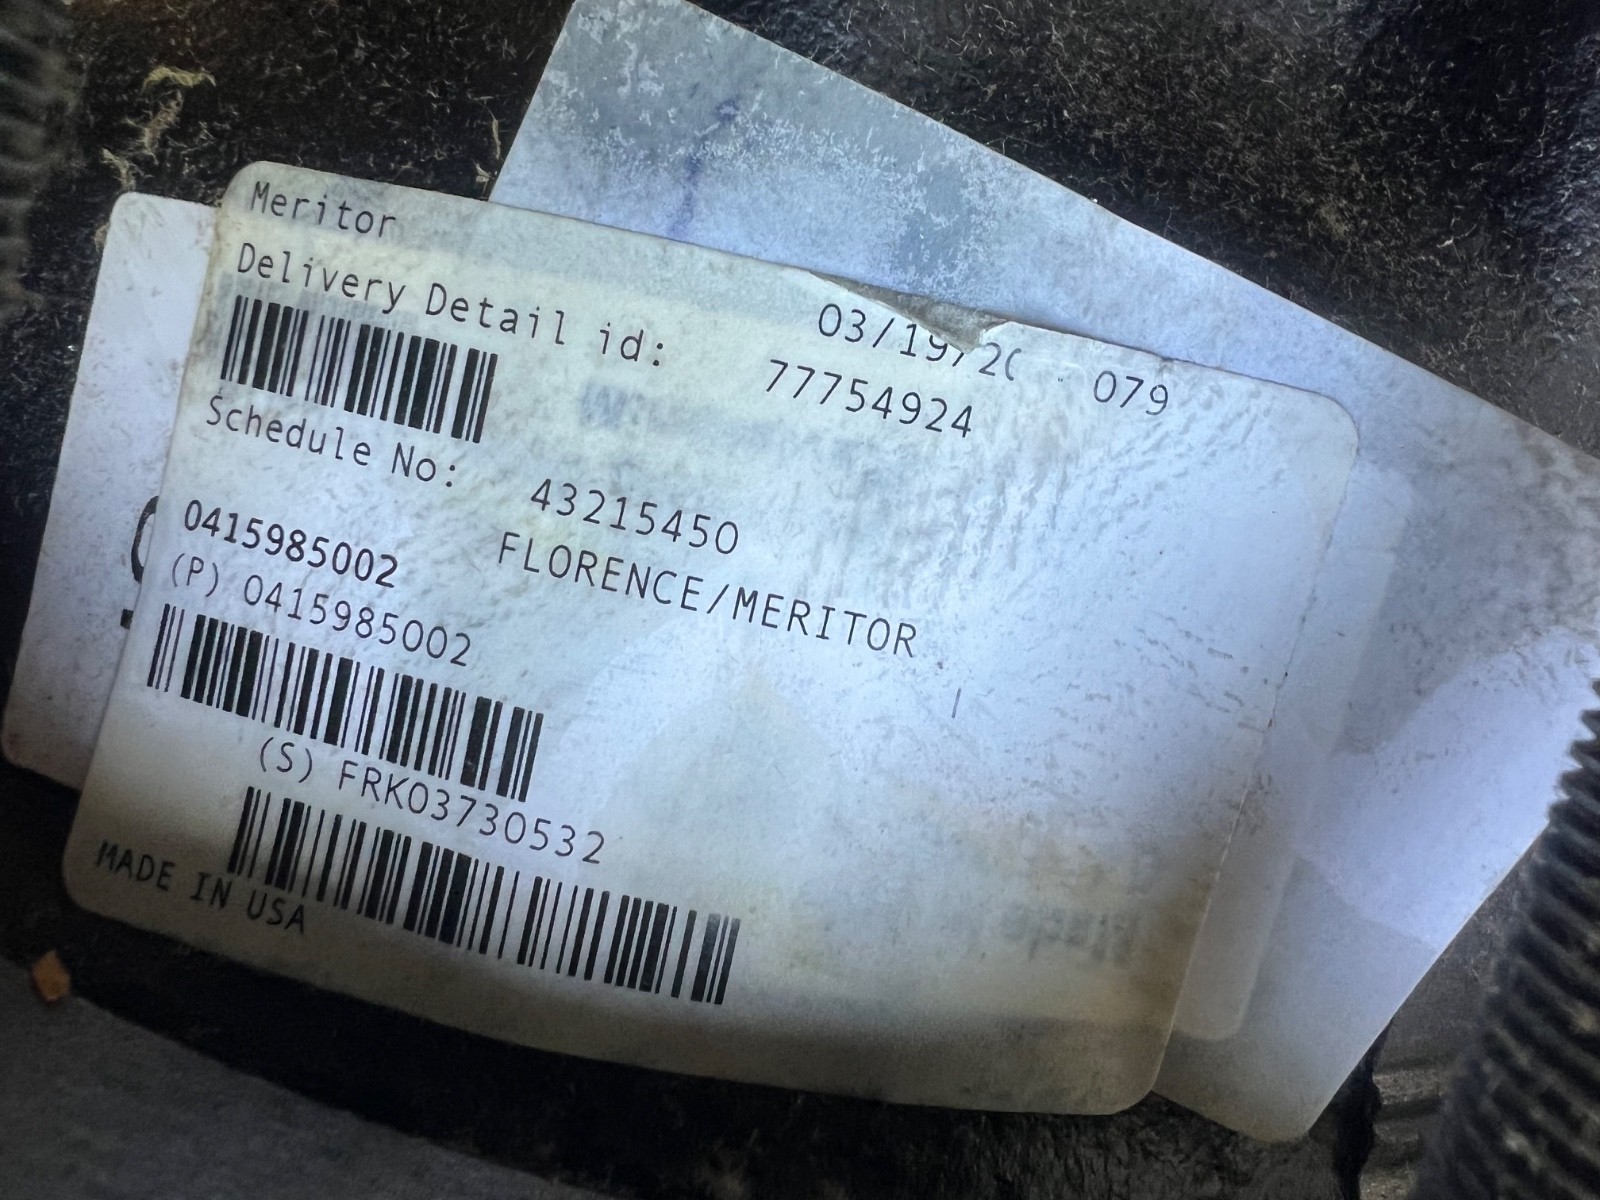 Meritor
03/19/20 079
Delivery Detail id: 77754924
Schedule No: 43215450
0415985002 FLORENCE/MERITOR
(P) 0415985002
(S) FRK03730532
MADE IN USA